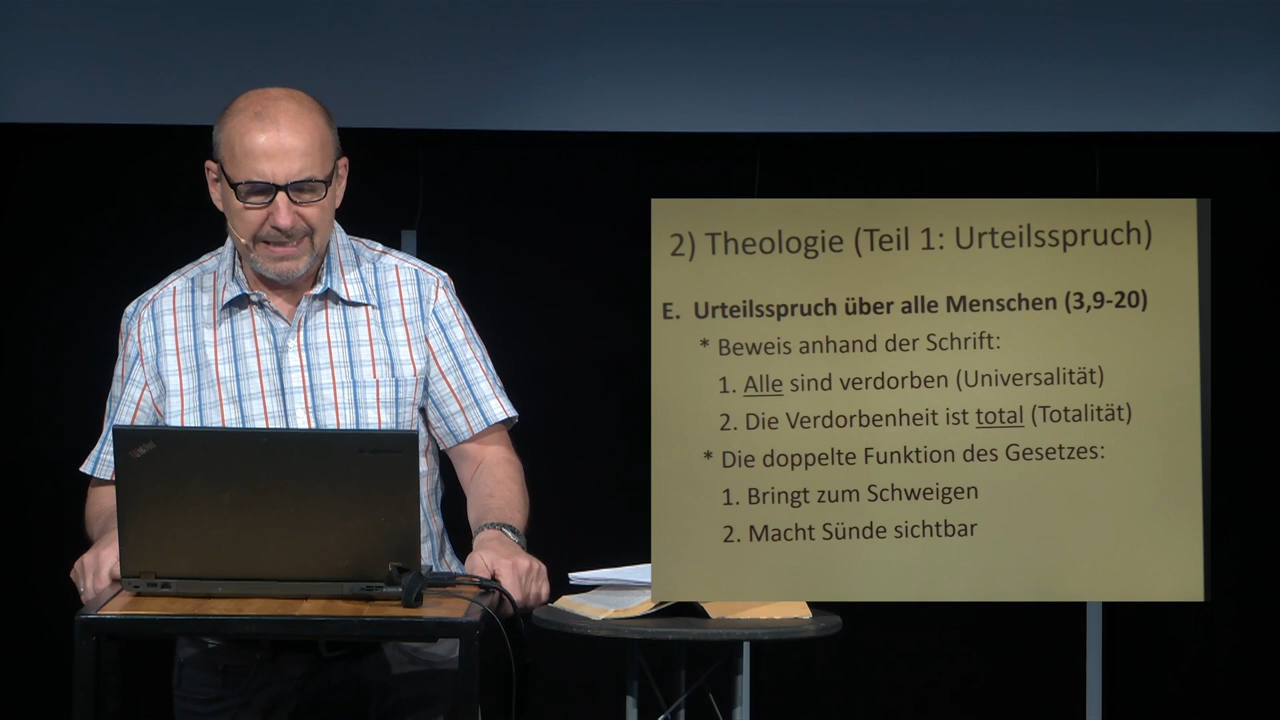 2) Theologie (Teil 1: Urteilsspruch)
E. Urteilsspruch über alle Menschen (3,9-20)
* Beweis anhand der Schrift:
1. Alle sind verdorben (Universalität)
2. Die Verdorbenheit ist total (Totalität)
* Die doppelte Funktion des Gesetzes:
1. Bringt zum Schweigen
2. Macht Sünde sichtbar
ThinkPad